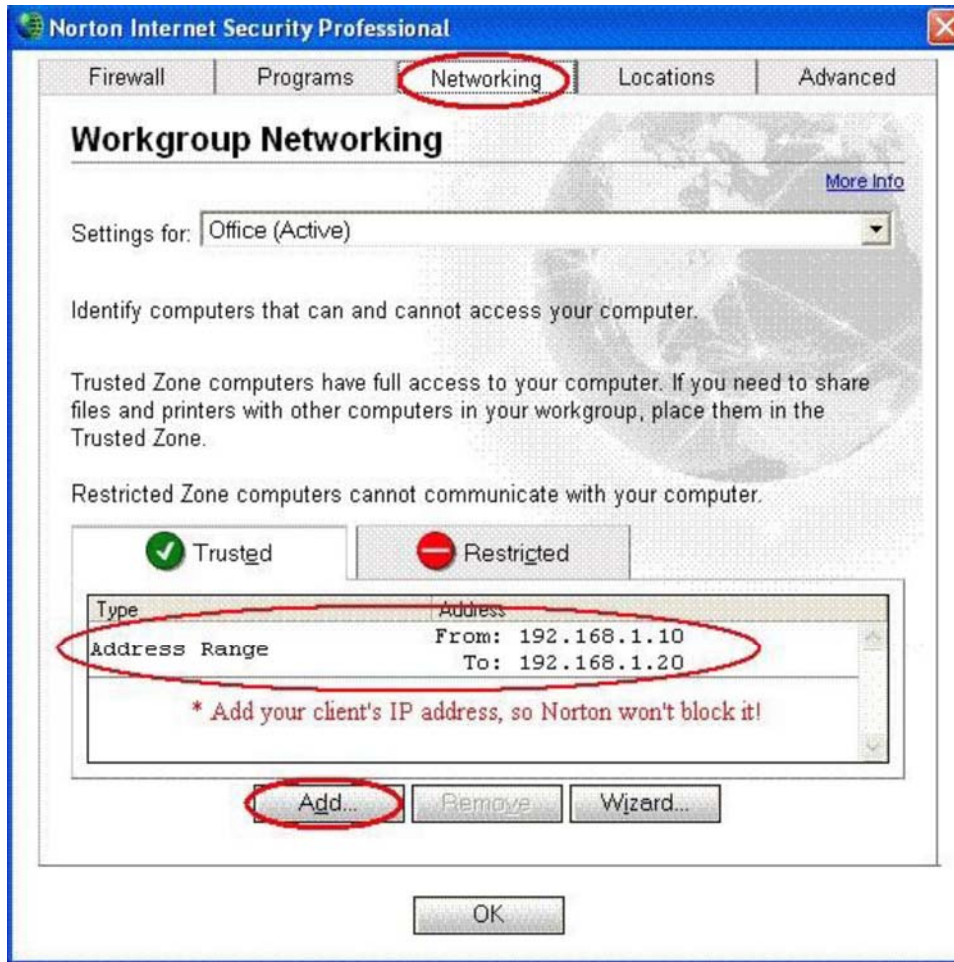 Norton Internet Security Professional
Firewall Programs Networking Locations Advanced
Workgroup Networking
More Info
Settings for: Office (Active)
Identify computers that can and cannot access your computer.
Trusted Zone computers have full access to your computer. If you need to share
files and printers with other computers in your workgroup, place them in the
Trusted Zone.
Restricted Zone computers cannot communicate with your computer.
Trusted Restricted
Type Address
Address Range From: 192.168.1.10
To: 192.168.1.20
* Add your client's IP address, so Norton won't block it!
Add... Remove Wizard...
OK